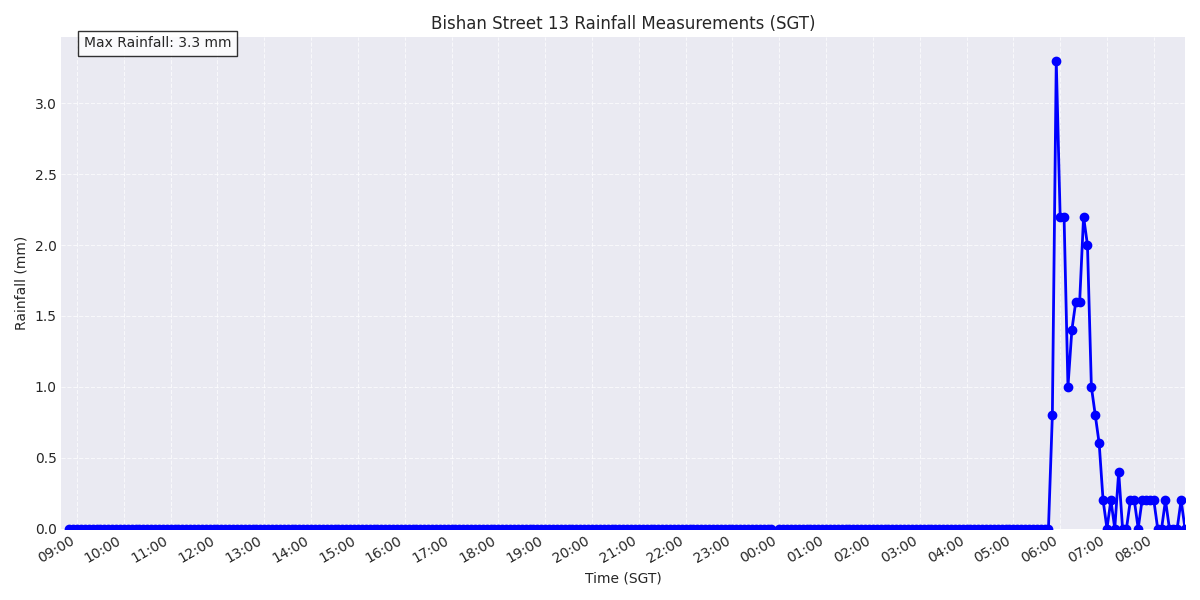 Bishan Street 13 Rainfall Measurements (SGT)
Max Rainfall: 3.3 mm
Rainfall (mm)
3.0
2.5
2.0
1.5
1.0
0.5
0.0
09:00 10:00 11:00 12:00 13:00 14:00 15:00 16:00 17:00 18:00 19:00 20:00 21:00 22:00 23:00 00:00 01:00 02:00 03:00 04:00 05:00 06:00 07:00 08:00
Time (SGT)